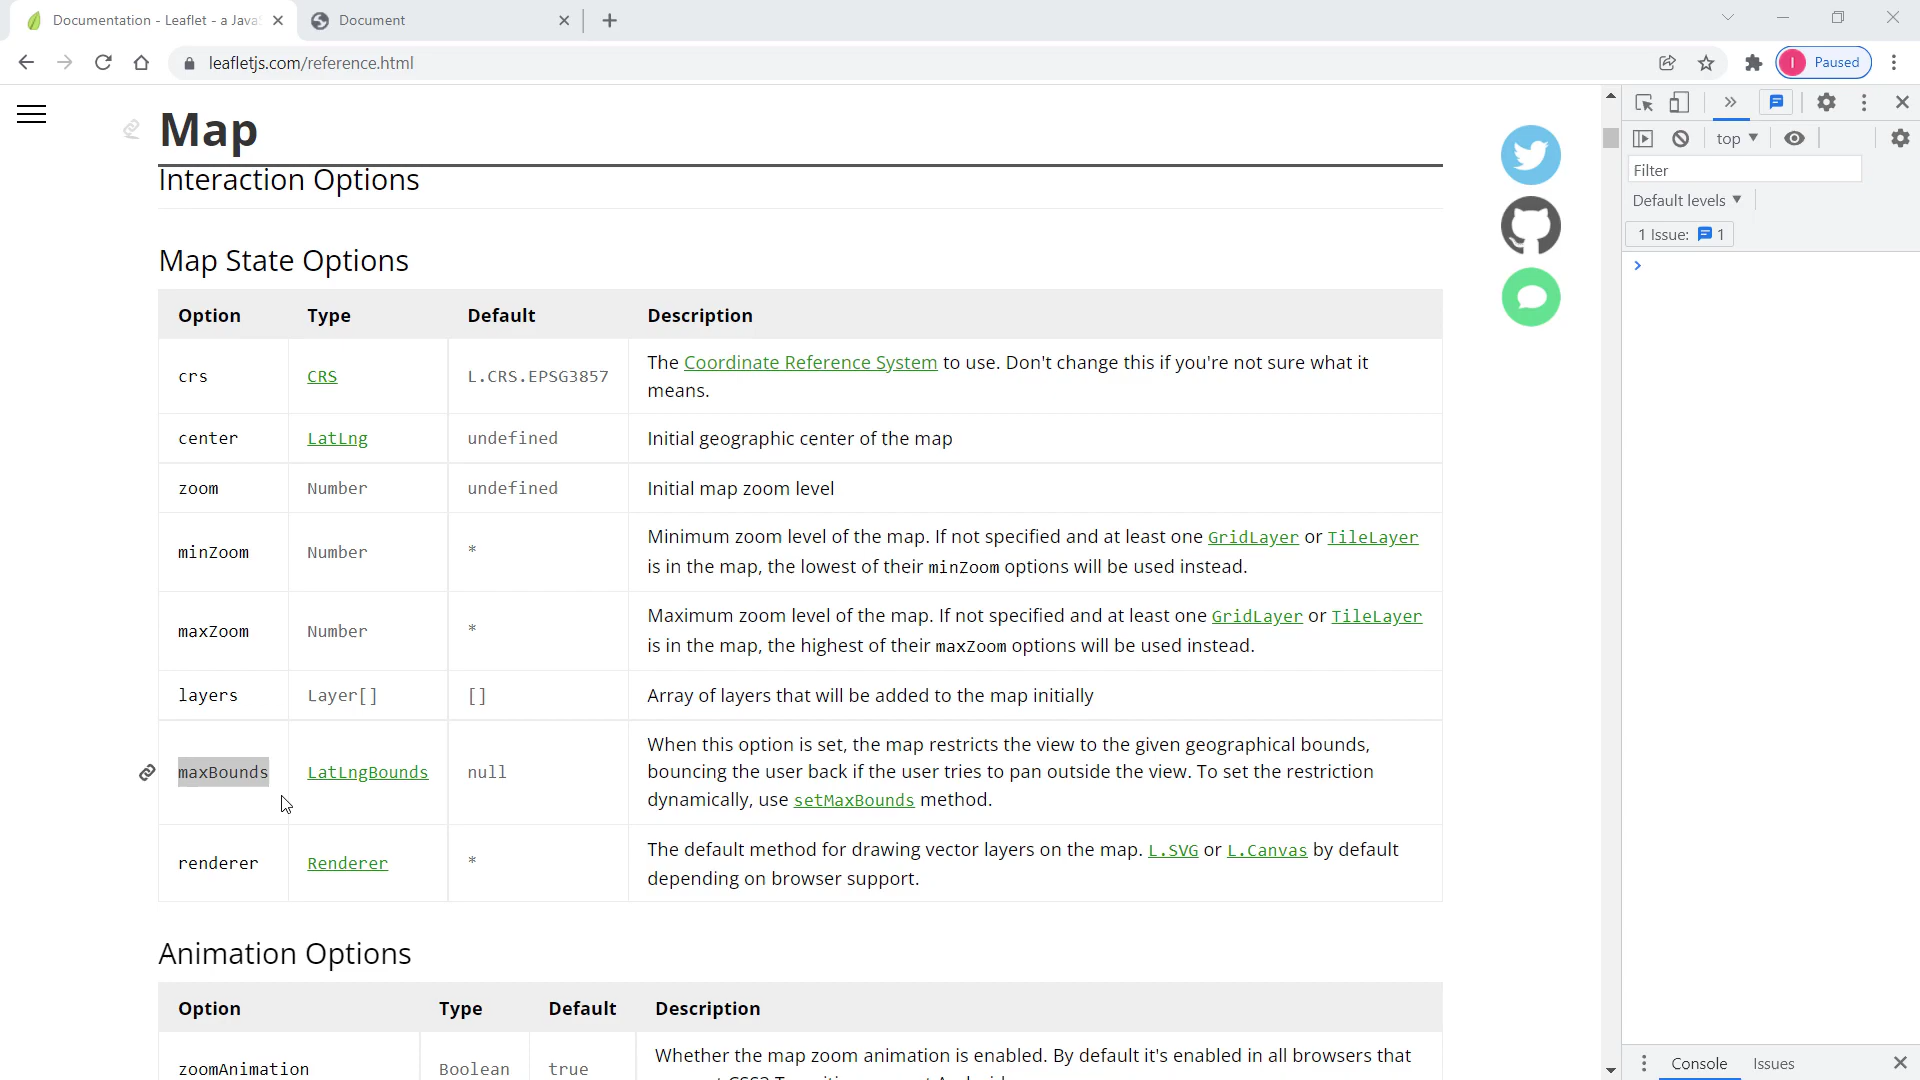 Documentation - Leaflet - a Java
Document
leafletjs.com/reference.html
I
Paused
Map
Interaction Options
Map State Options
Option Type Default Description
crs CRS L.CRS.EPSG3857 The Coordinate Reference System to use. Don't change this if you're not sure what it
means.
center LatLng undefined Initial geographic center of the map
zoom Number undefined Initial map zoom level
minZoom Number * Minimum zoom level of the map. If not specified and at least one GridLayer or TileLayer
is in the map, the lowest of their minZoom options will be used instead.
maxZoom Number * Maximum zoom level of the map. If not specified and at least one GridLayer or TileLayer
is in the map, the highest of their maxZoom options will be used instead.
layers Layer[] [] Array of layers that will be added to the map initially
maxBounds LatLngBounds null When this option is set, the map restricts the view to the given geographical bounds,
bouncing the user back if the user tries to pan outside the view. To set the restriction
dynamically, use setMaxBounds method.
renderer Renderer * The default method for drawing vector layers on the map. L.SVG or L.Canvas by default
depending on browser support.
Animation Options
Option Type Default Description
zoomAnimation Boolean true Whether the map zoom animation is enabled. By default it's enabled in all browsers that
top
Filter
Default levels
1 Issue: 1
Console Issues